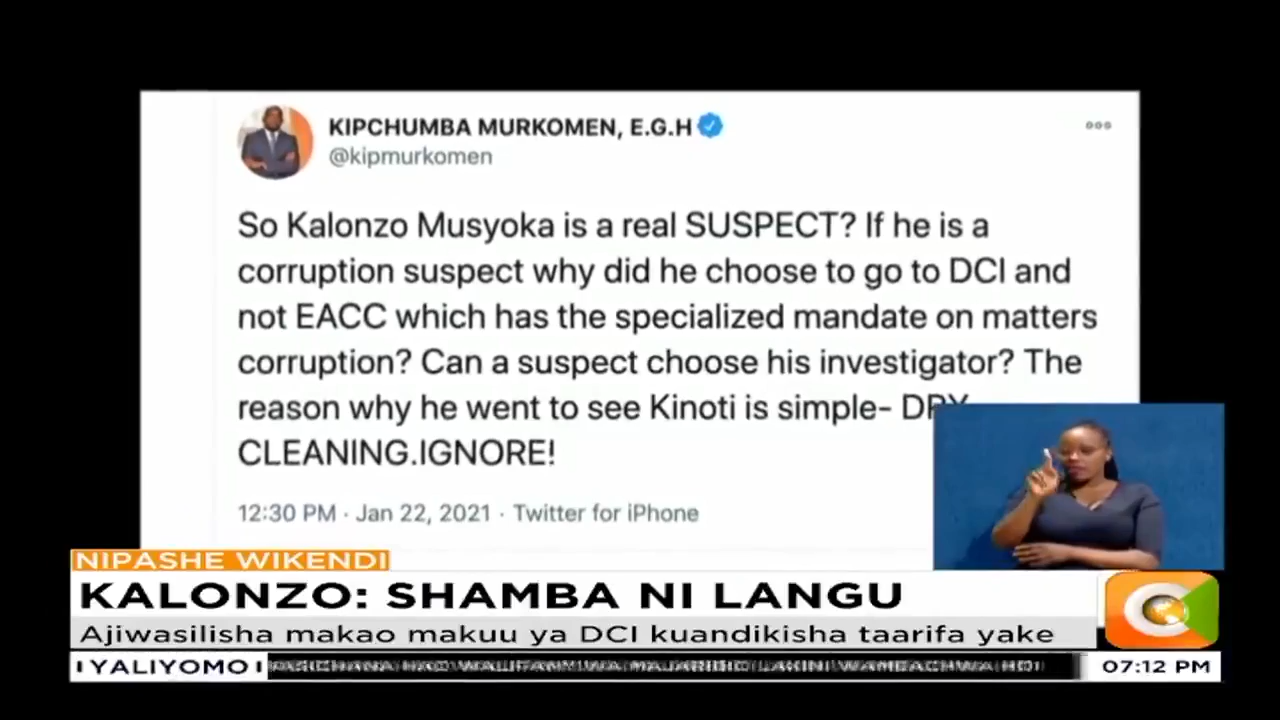 KIPCHUMBA MURKOMEN, E.G.H
@kipmurkomen
So Kalonzo Musyoka is a real SUSPECT? If he is a
corruption suspect why did he choose to go to DCI and
not EACC which has the specialized mandate on matters
corruption? Can a suspect choose his investigator? The
reason why he went to see Kinoti is simple- DRY
CLEANING.IGNORE!
12:30 PM · Jan 22, 2021 · Twitter for iPhone
NIPASHE WIKENDI
KALONZO: SHAMBA NI LANGU
Ajiwasilisha makao makuu ya DCI kuandikisha taarifa yake
YALIYOMO
07:12 PM